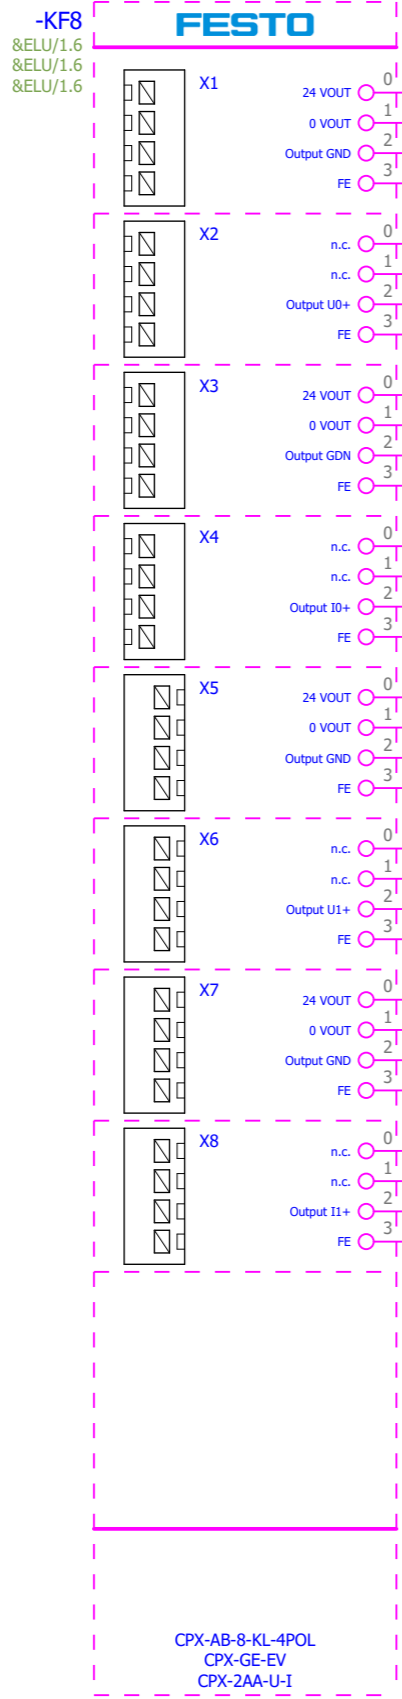 -KF8
FESTO
&ELU/1.6
&ELU/1.6
&ELU/1.6
X1
24 VOUT 0
0 VOUT 1
Output GND 2
FE 3
X2
n.c. 0
n.c. 1
Output U0+ 2
FE 3
X3
24 VOUT 0
0 VOUT 1
Output GDN 2
FE 3
X4
n.c. 0
n.c. 1
Output I0+ 2
FE 3
X5
24 VOUT 0
0 VOUT 1
Output GND 2
FE 3
X6
n.c. 0
n.c. 1
Output U1+ 2
FE 3
X7
24 VOUT 0
0 VOUT 1
Output GND 2
FE 3
X8
n.c. 0
n.c. 1
Output I1+ 2
FE 3
CPX-AB-8-KL-4POL
CPX-GE-EV
CPX-2AA-U-I